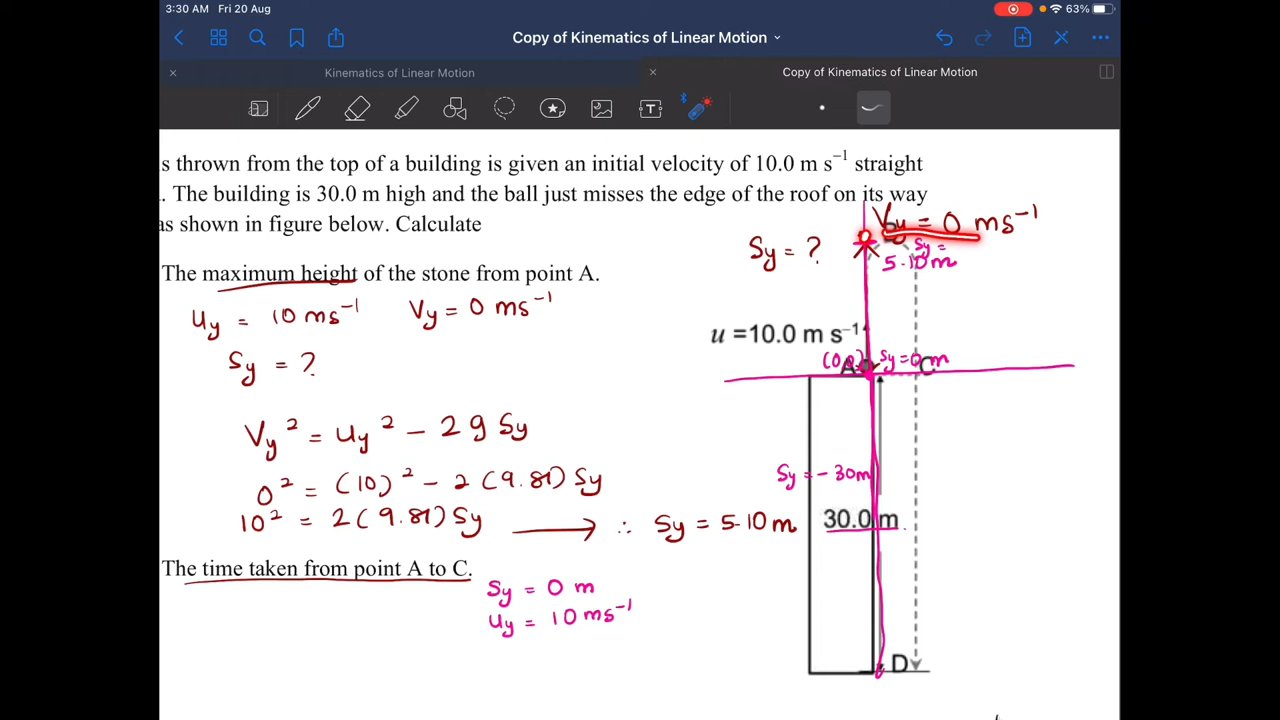 3:30 AM Fri 20 Aug
63%
Copy of Kinematics of Linear Motion
Kinematics of Linear Motion
Copy of Kinematics of Linear Motion
s thrown from the top of a building is given an initial velocity of 10.0 m s⁻¹ straight
. The building is 30.0 m high and the ball just misses the edge of the roof on its way
as shown in figure below. Calculate
Vy = 0 ms⁻¹
Sy = ?
Sy =
5.10 m
The maximum height of the stone from point A.
uy = 10 ms⁻¹ Vy = 0 ms⁻¹
Sy = ?
u =10.0 m s⁻¹
(0,0) A Sy = 0 m C
Vy² = uy² − 2 g Sy
0² = (10)² − 2 (9.81) Sy
10² = 2 (9.81) Sy → ∴ Sy = 5.10 m
Sy = − 30 m
30.0 m
The time taken from point A to C.
Sy = 0 m
uy = 10 ms⁻¹
D